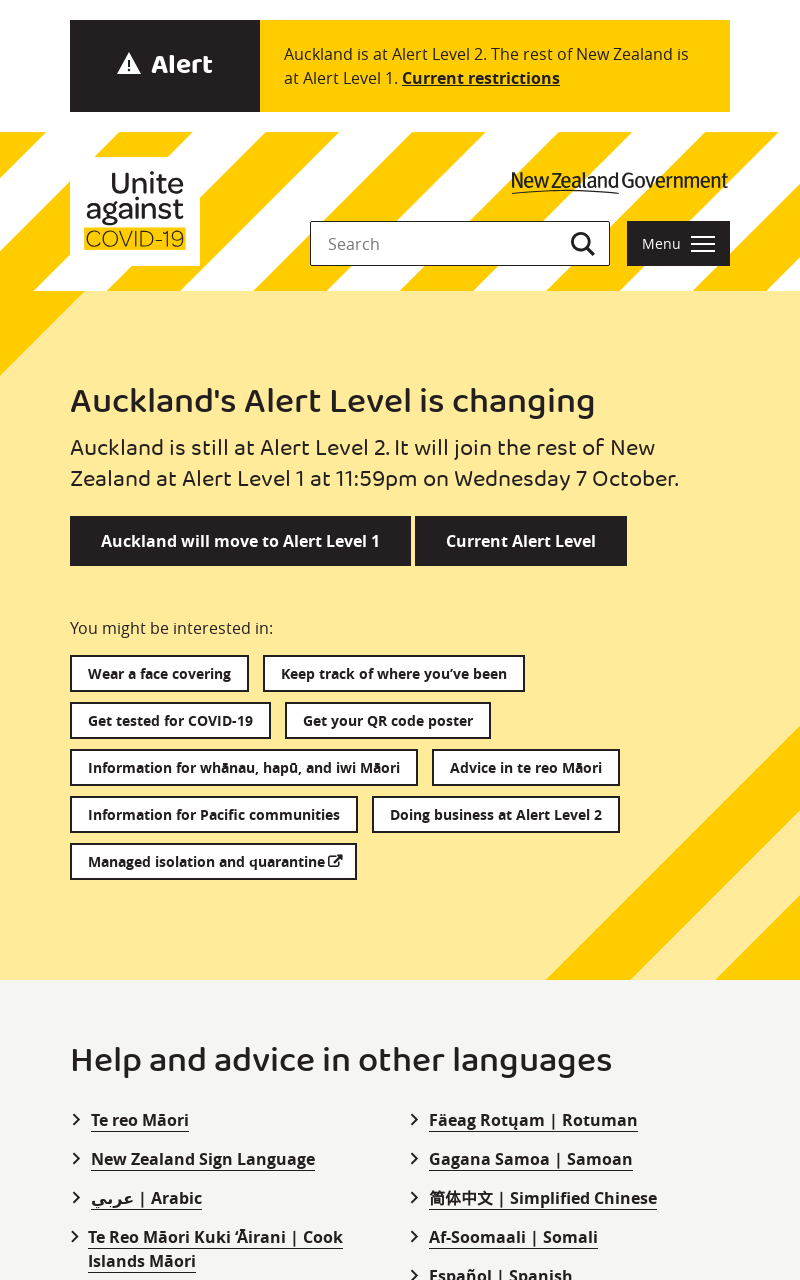 Alert
Auckland is at Alert Level 2. The rest of New Zealand is
at Alert Level 1. Current restrictions
Unite
against
COVID-19
New Zealand Government
Search
Menu
Auckland's Alert Level is changing
Auckland is still at Alert Level 2. It will join the rest of New
Zealand at Alert Level 1 at 11:59pm on Wednesday 7 October.
Auckland will move to Alert Level 1
Current Alert Level
You might be interested in:
Wear a face covering
Keep track of where you’ve been
Get tested for COVID-19
Get your QR code poster
Information for whānau, hapū, and iwi Māori
Advice in te reo Māori
Information for Pacific communities
Doing business at Alert Level 2
Managed isolation and quarantine
Help and advice in other languages
Te reo Māori
New Zealand Sign Language
عربي | Arabic
Te Reo Māori Kuki ‘Āirani | Cook
Islands Māori
Fäeag Rotųam | Rotuman
Gagana Samoa | Samoan
简体中文 | Simplified Chinese
Af-Soomaali | Somali
Español | Spanish